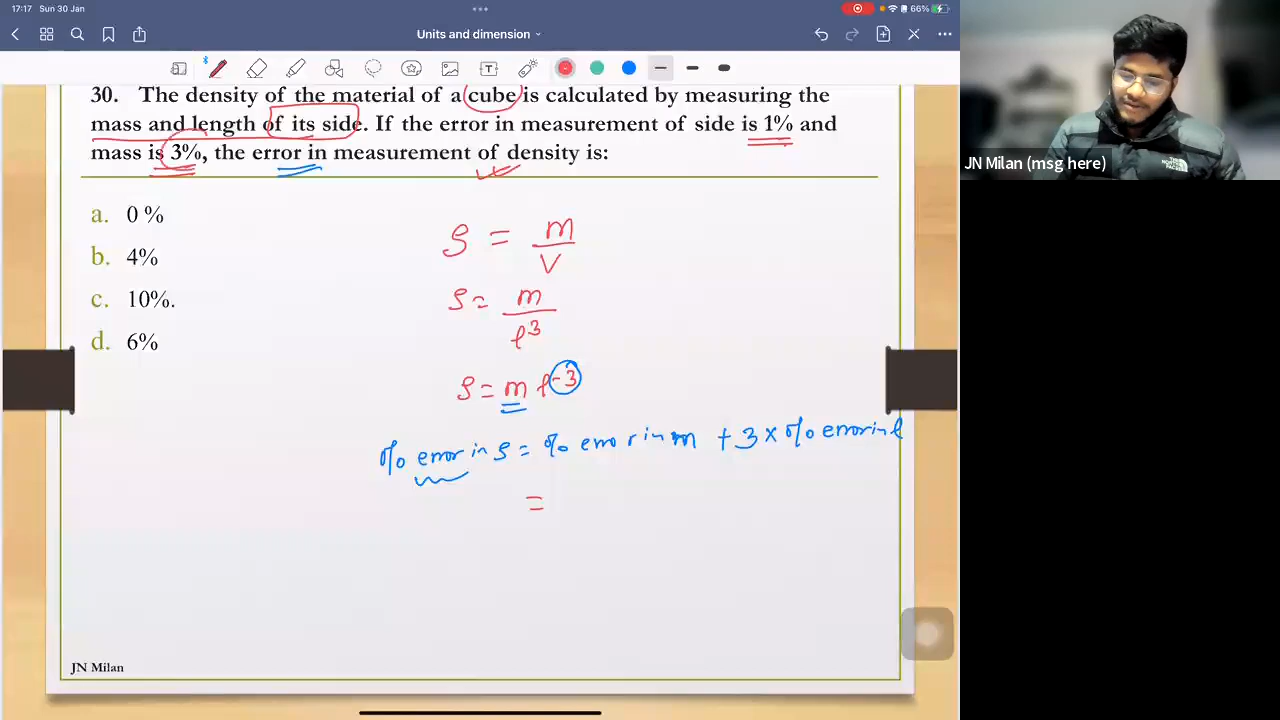 17:17 Sun 30 Jan
66%
Units and dimension
30. The density of the material of a cube is calculated by measuring the
mass and length of its side. If the error in measurement of side is 1% and
mass is 3%, the error in measurement of density is:
a. 0 %
b. 4%
c. 10%.
d. 6%
ρ = m/V
ρ = m/ℓ³
ρ = m ℓ⁻³
% error in ρ = % error in m + 3 × % error in ℓ
=
JN Milan
JN Milan (msg here)
THE NORTH FACE